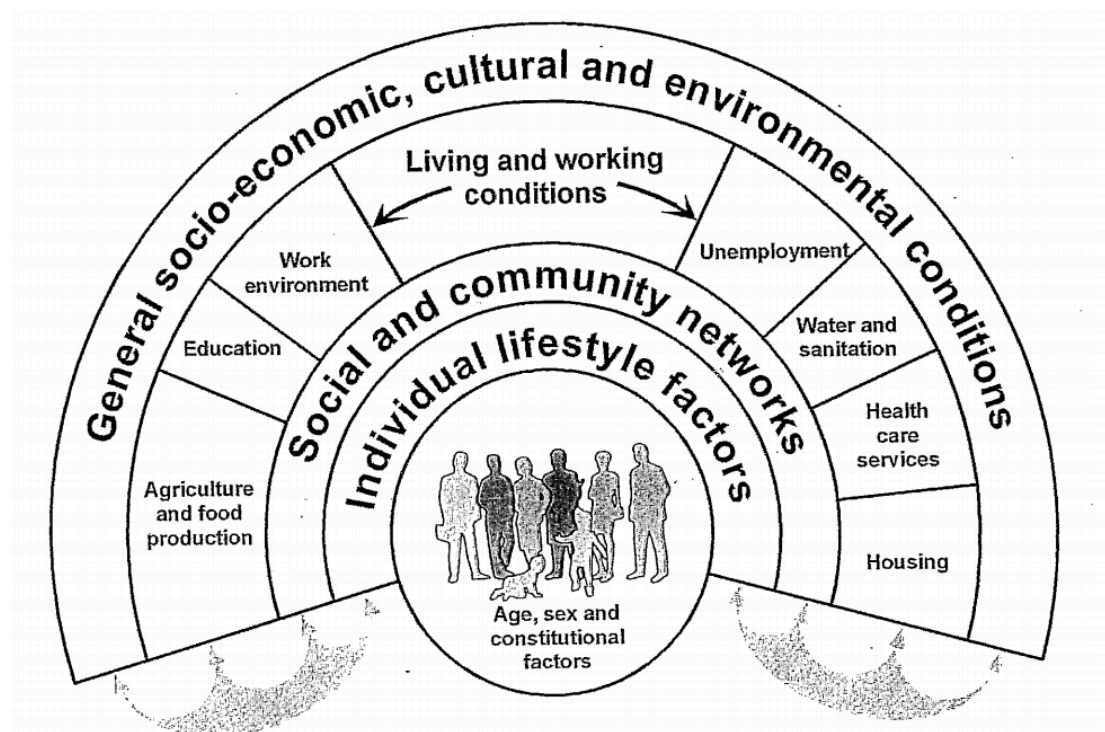 General socio-economic, cultural and environmental conditions
Living and working
conditions
Work
environment
Unemployment
Education
Water and
sanitation
Agriculture
and food
production
Health
care
services
Housing
Social and community networks
Individual lifestyle factors
Age, sex and
constitutional
factors